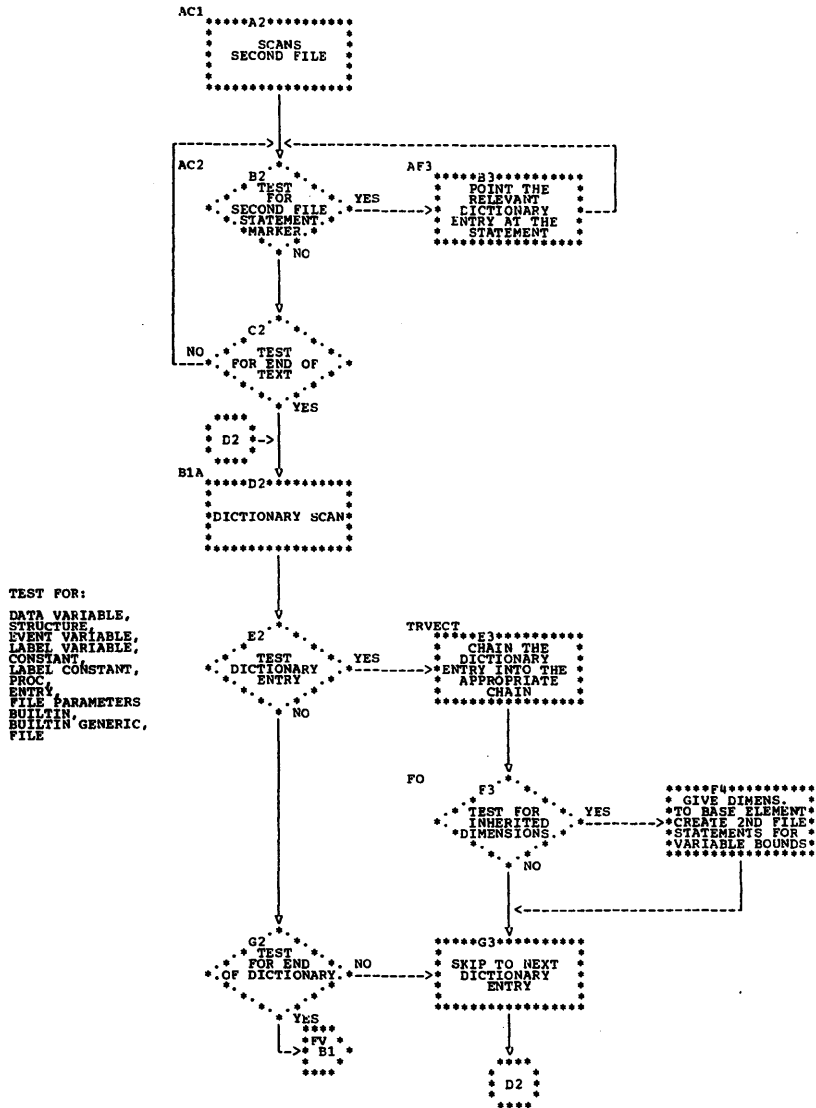 AC1
A2
SCANS
SECOND FILE
AC2
B2
TEST
FOR
SECOND FILE
STATEMENT.
MARKER.
YES
NO
AF3
B3
POINT THE
RELEVANT
DICTIONARY
ENTRY AT THE
STATEMENT
C2
TEST
FOR END OF
TEXT
NO
YES
D2
B1A
D2
DICTIONARY SCAN
TEST FOR:
DATA VARIABLE,
STRUCTURE,
EVENT VARIABLE,
LABEL VARIABLE,
CONSTANT,
LABEL CONSTANT,
PROC,
ENTRY,
FILE PARAMETERS
BUILTIN,
BUILTIN GENERIC,
FILE
E2
TEST
DICTIONARY
ENTRY
YES
NO
TRVECT
E3
CHAIN THE
DICTIONARY
ENTRY INTO THE
APPROPRIATE
CHAIN
FO
F3
TEST FOR
INHERITED
DIMENSIONS.
YES
NO
F4
GIVE DIMENS.
TO BASE ELEMENT
CREATE 2ND FILE
STATEMENTS FOR
VARIABLE BOUNDS
G2
TEST
FOR END
OF DICTIONARY
NO
YES
G3
SKIP TO NEXT
DICTIONARY
ENTRY
FV
B1
D2